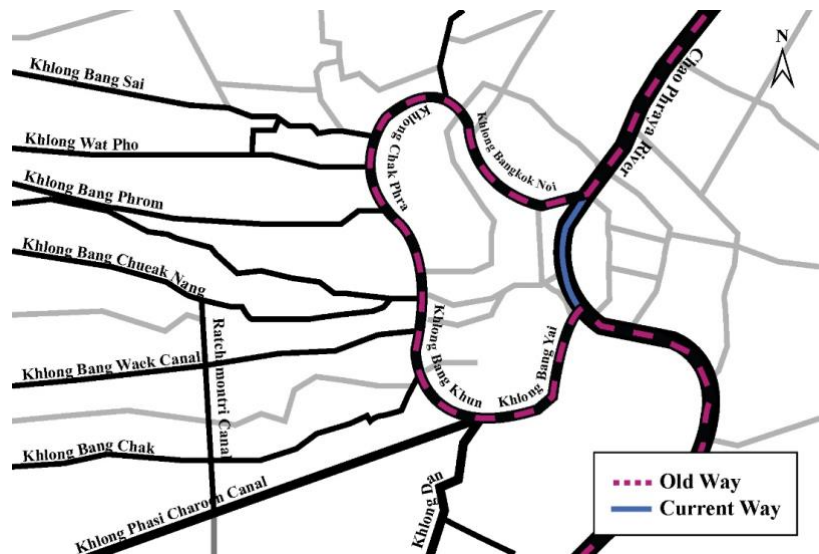 N
Chao Phraya River
Khlong Bang Sai
Khlong Wat Pho
Khlong Bang Phrom
Khlong Bang Chueak Nang
Khlong Chak Phra
Khlong Bangkok Noi
Khlong Bang Waek Canal
Ratchamontri Canal
Khlong Bang Khun
Khlong Bang Yai
Khlong Bang Chak
Khlong Phasi Charoen Canal
Khlong Dan
Old Way
Current Way